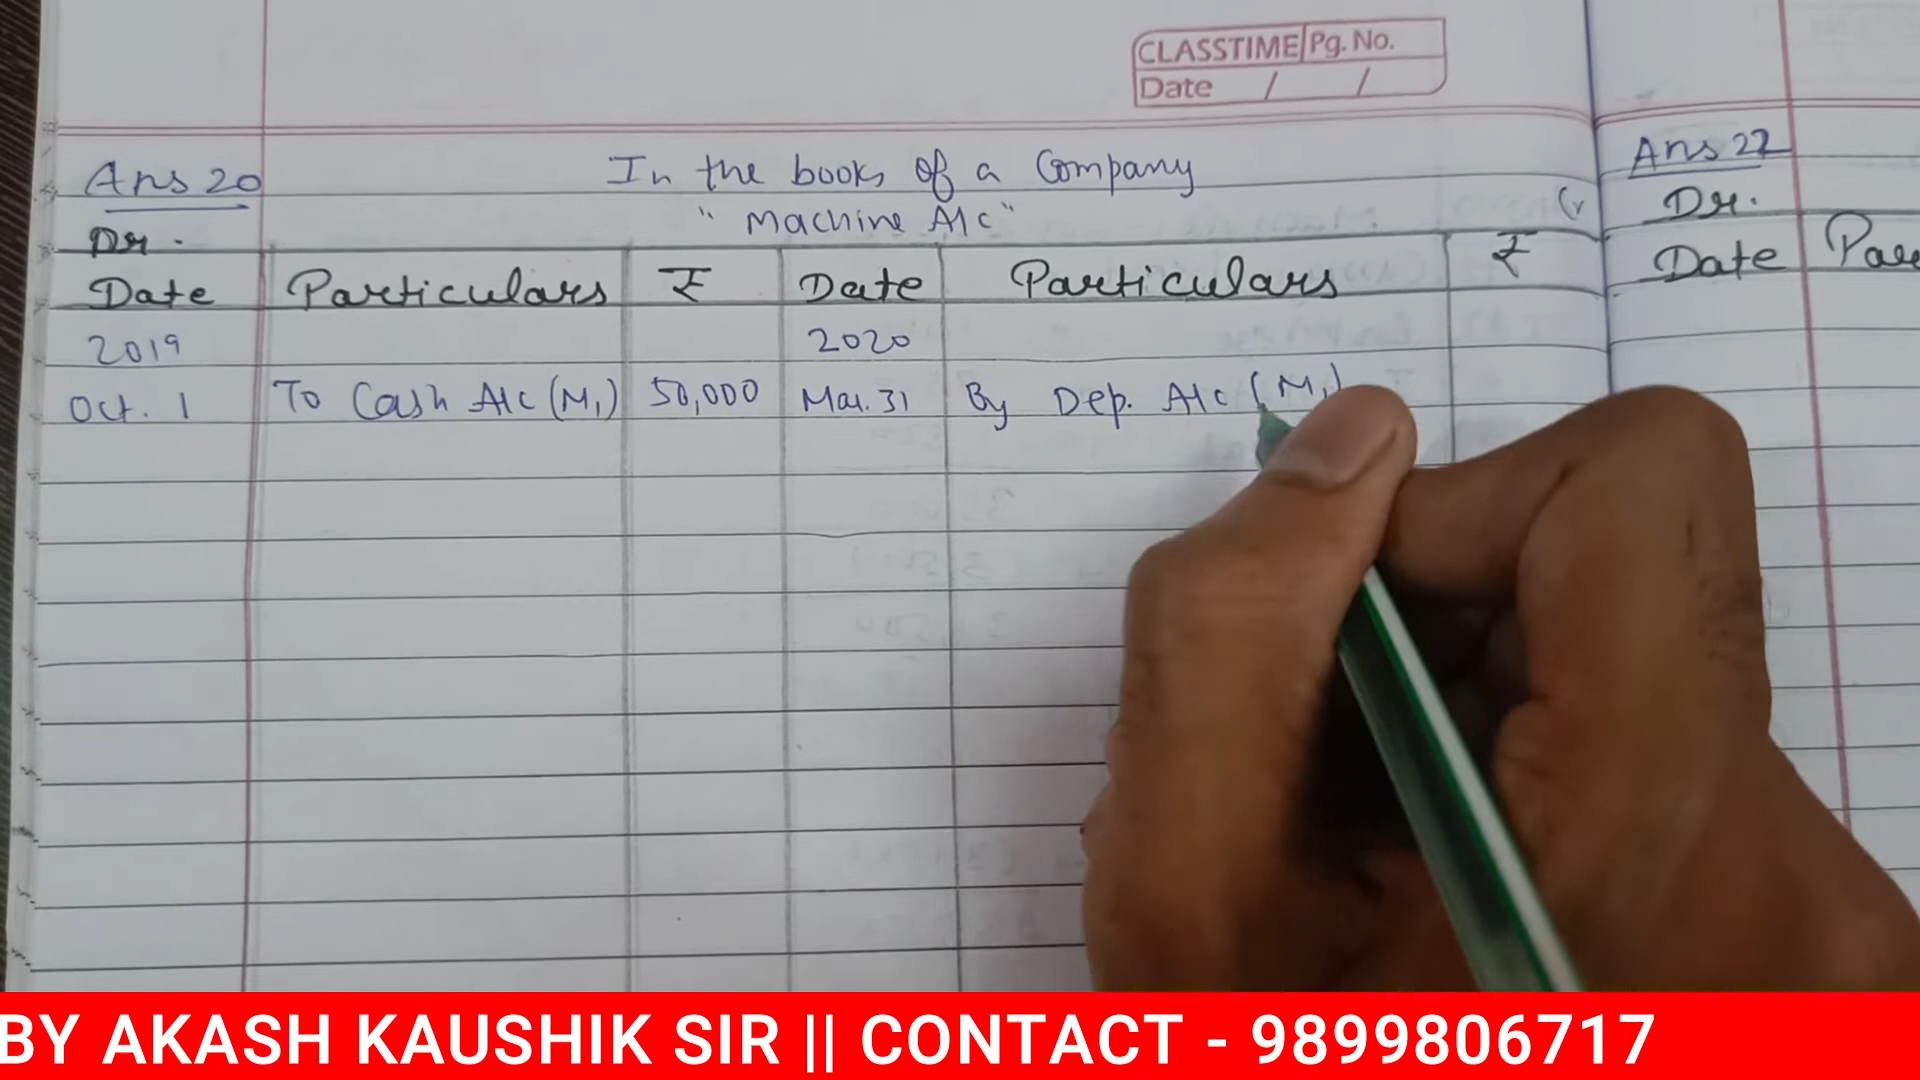 CLASSTIME Pg. No.
Date / /
Ans 20 In the books of a Company
"Machine A/c"
Dr. Cr
Date Particulars ₹ Date Particulars ₹
2019 2020
Oct. 1 To Cash A/c (M1) 50,000 Mar. 31 By Dep. A/c (M1)
Ans 22
Dr.
Date
BY AKASH KAUSHIK SIR || CONTACT - 9899806717